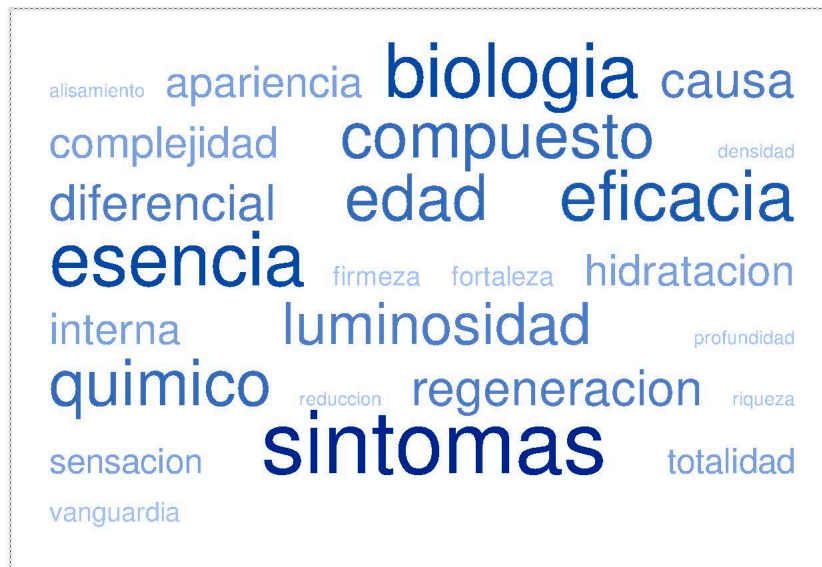 alisamiento apariencia biologia causa
complejidad compuesto densidad
diferencial edad eficacia
esencia firmeza fortaleza hidratacion
interna luminosidad profundidad
quimico reduccion regeneracion riqueza
sensacion sintomas totalidad
vanguardia